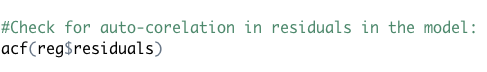 #Check for auto-corelation in residuals in the model:
acf(reg$residuals)